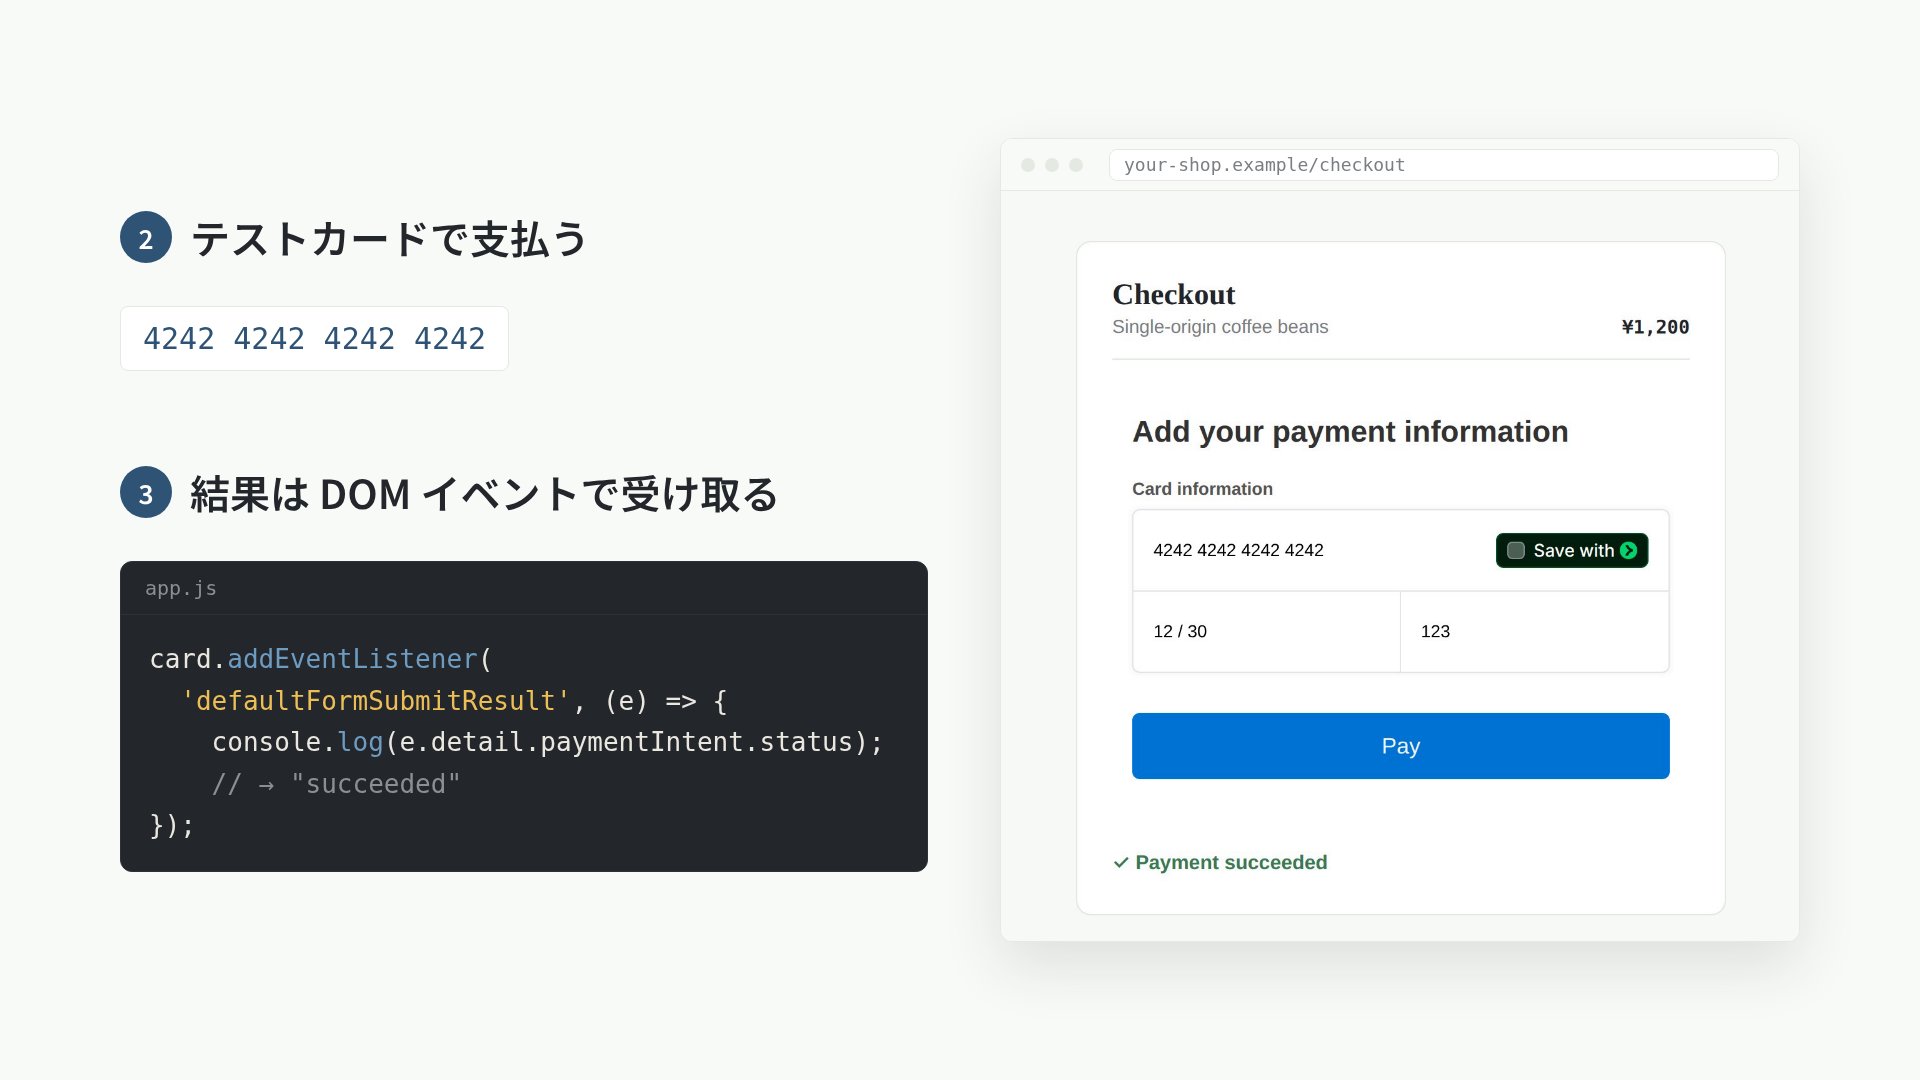 2 テストカードで支払う
4242 4242 4242 4242
3 結果は DOM イベントで受け取る
app.js
card.addEventListener(
  'defaultFormSubmitResult', (e) => {
    console.log(e.detail.paymentIntent.status);
    // → "succeeded"
});
your-shop.example/checkout
Checkout
Single-origin coffee beans ¥1,200
Add your payment information
Card information
4242 4242 4242 4242 Save with
12 / 30 123
Pay
✓ Payment succeeded